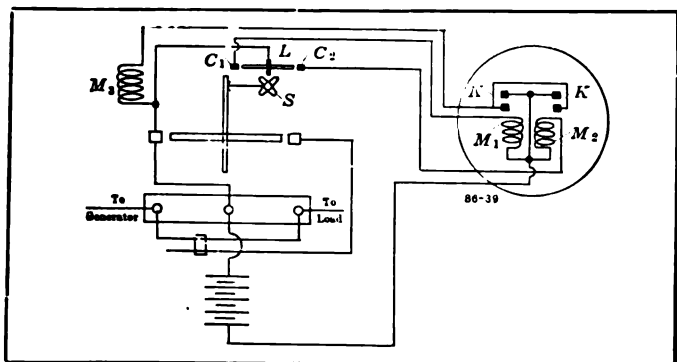 C1 L C2
M3
S
K K
M1 M2
86-39
To Generator
To Load